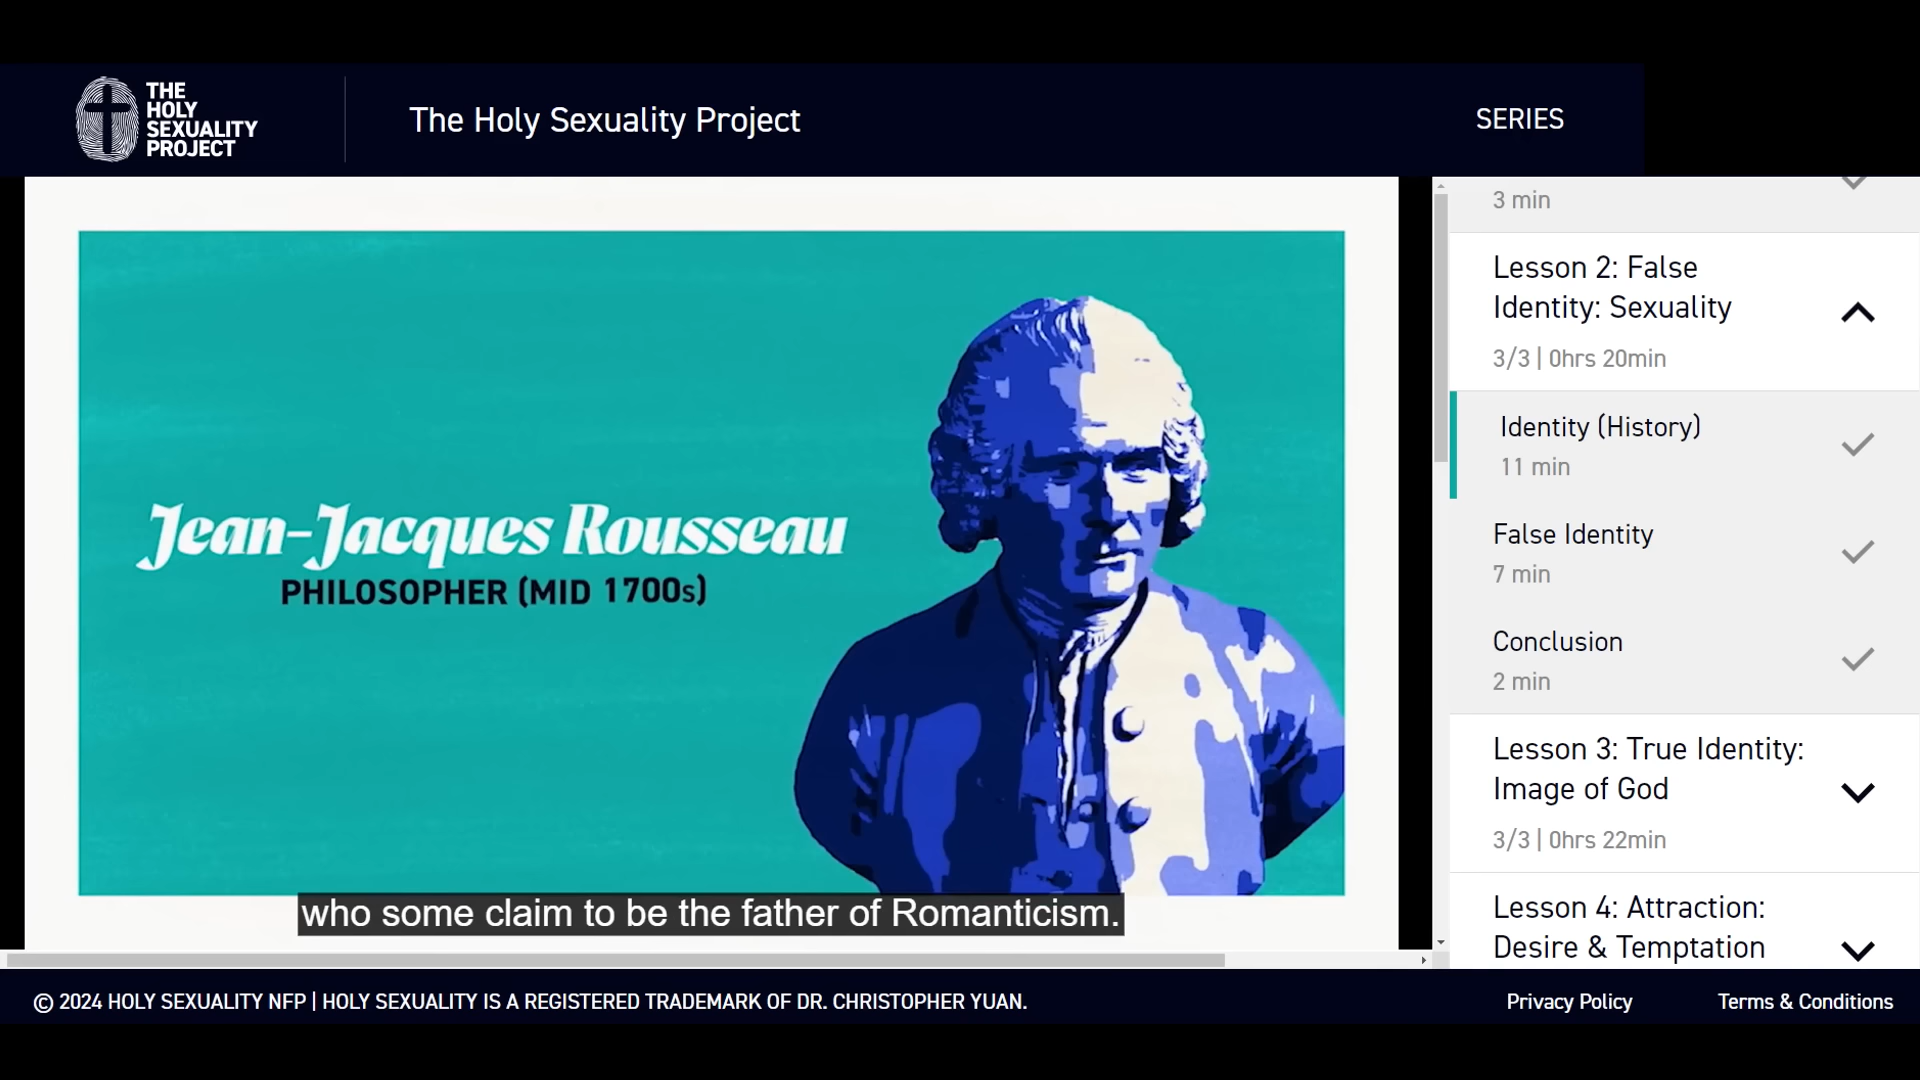 THE
HOLY
SEXUALITY
PROJECT
The Holy Sexuality Project
SERIES
Jean-Jacques Rousseau
PHILOSOPHER (MID 1700s)
who some claim to be the father of Romanticism.
3 min
Lesson 2: False
Identity: Sexuality
3/3 | 0hrs 20min
Identity (History)
11 min
False Identity
7 min
Conclusion
2 min
Lesson 3: True Identity:
Image of God
3/3 | 0hrs 22min
Lesson 4: Attraction:
Desire & Temptation
© 2024 HOLY SEXUALITY NFP | HOLY SEXUALITY IS A REGISTERED TRADEMARK OF DR. CHRISTOPHER YUAN.
Privacy Policy
Terms & Conditions